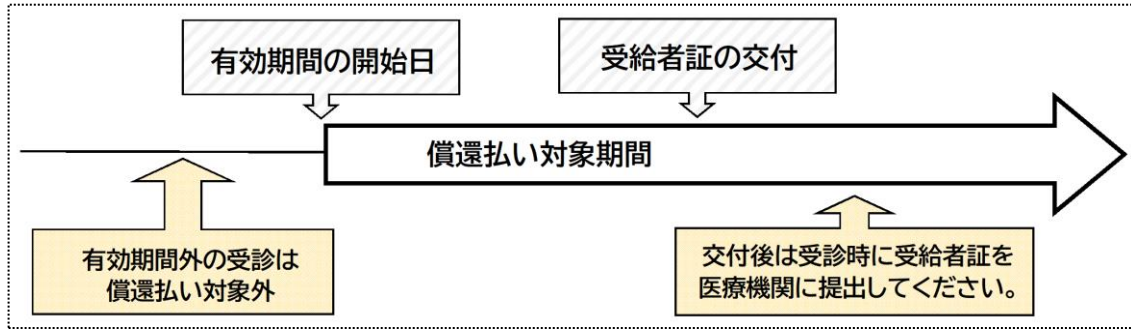 有効期間の開始日
受給者証の交付
償還払い対象期間
有効期間外の受診は
償還払い対象外
交付後は受診時に受給者証を
医療機関に提出してください。